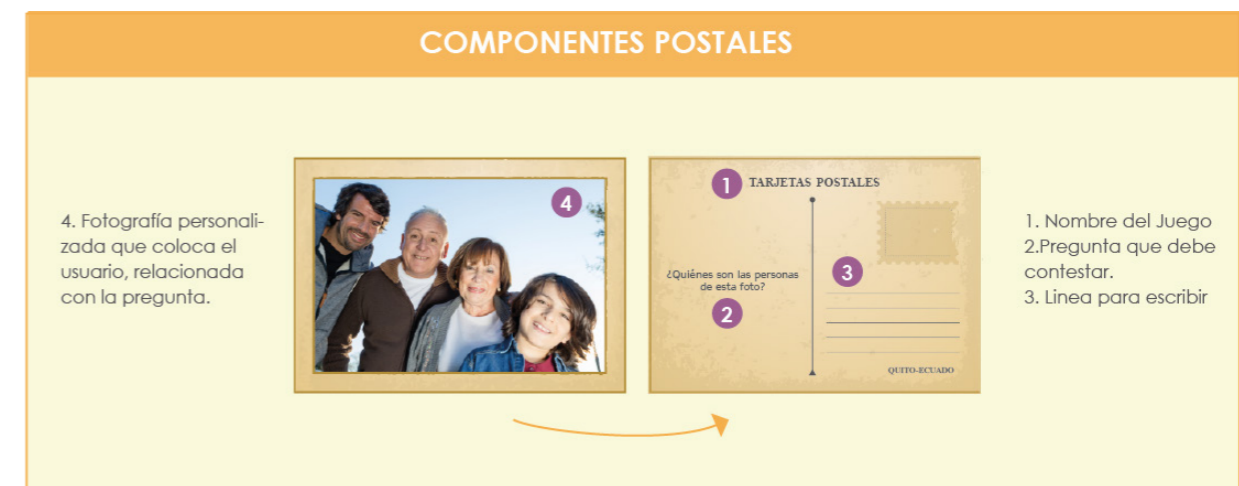 COMPONENTES POSTALES
4. Fotografía personali-
zada que coloca el
usuario, relacionada
con la pregunta.
4
1
TARJETAS POSTALES
¿Quiénes son las personas
de esta foto?
2
3
QUITO-ECUADO
1. Nombre del Juego
2.Pregunta que debe
contestar.
3. Linea para escribir